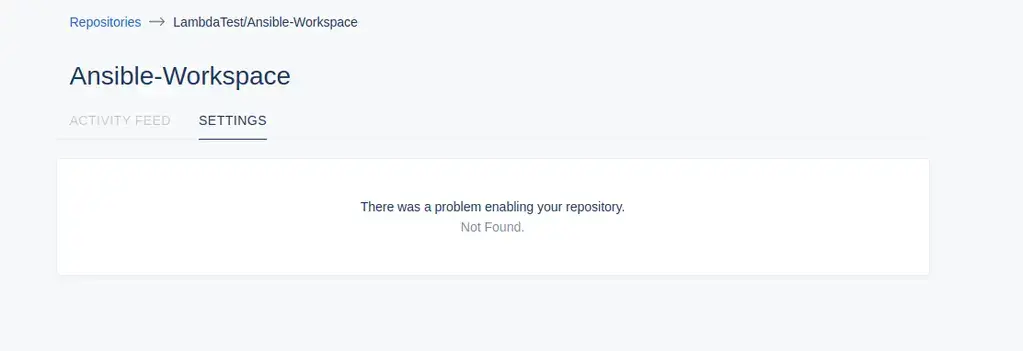 Repositories → LambdaTest/Ansible-Workspace
Ansible-Workspace
ACTIVITY FEED SETTINGS
There was a problem enabling your repository.
Not Found.